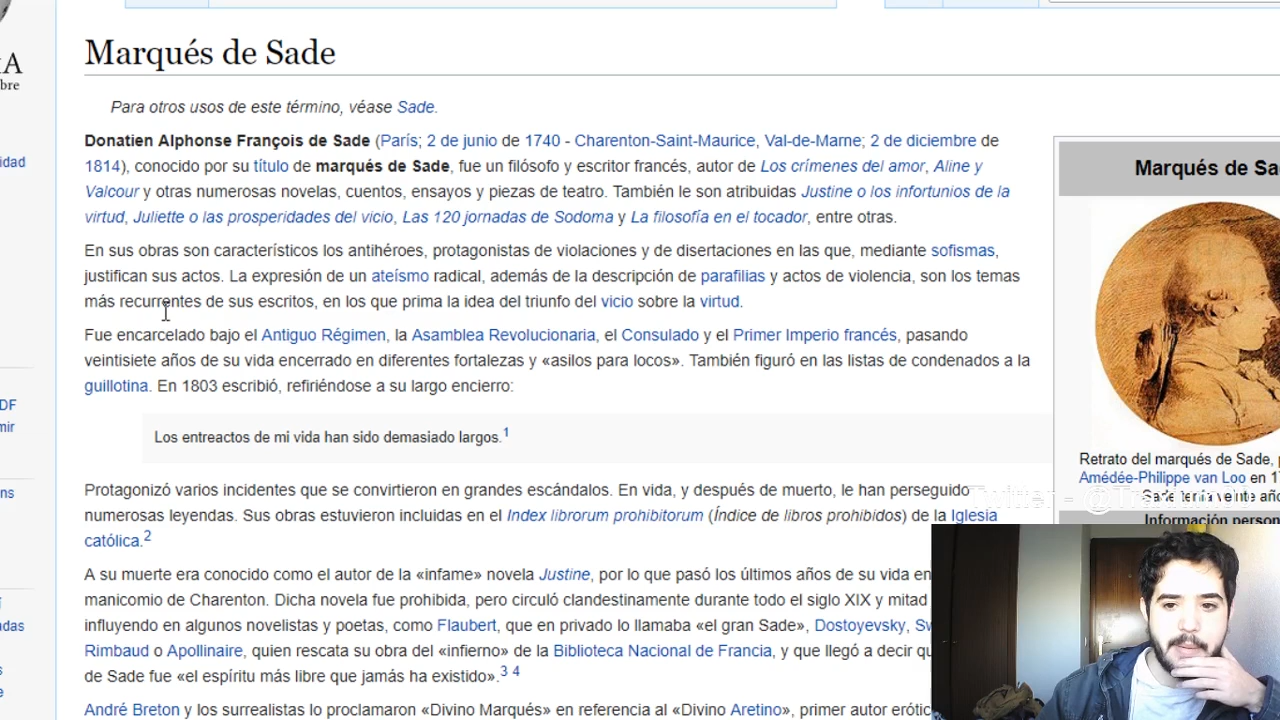 Marqués de Sade
Para otros usos de este término, véase Sade.
Donatien Alphonse François de Sade (París; 2 de junio de 1740 - Charenton-Saint-Maurice, Val-de-Marne; 2 de diciembre de
1814), conocido por su título de marqués de Sade, fue un filósofo y escritor francés, autor de Los crímenes del amor, Aline y
Valcour y otras numerosas novelas, cuentos, ensayos y piezas de teatro. También le son atribuidas Justine o los infortunios de la
virtud, Juliette o las prosperidades del vicio, Las 120 jornadas de Sodoma y La filosofía en el tocador, entre otras.
En sus obras son característicos los antihéroes, protagonistas de violaciones y de disertaciones en las que, mediante sofismas,
justifican sus actos. La expresión de un ateísmo radical, además de la descripción de parafilias y actos de violencia, son los temas
más recurrentes de sus escritos, en los que prima la idea del triunfo del vicio sobre la virtud.
Fue encarcelado bajo el Antiguo Régimen, la Asamblea Revolucionaria, el Consulado y el Primer Imperio francés, pasando
veintisiete años de su vida encerrado en diferentes fortalezas y «asilos para locos». También figuró en las listas de condenados a la
guillotina. En 1803 escribió, refiriéndose a su largo encierro:
Los entreactos de mi vida han sido demasiado largos.1
Protagonizó varios incidentes que se convirtieron en grandes escándalos. En vida, y después de muerto, le han perseguido
numerosas leyendas. Sus obras estuvieron incluidas en el Index librorum prohibitorum (Índice de libros prohibidos) de la Iglesia
católica.2
A su muerte era conocido como el autor de la «infame» novela Justine, por lo que pasó los últimos años de su vida en
manicomio de Charenton. Dicha novela fue prohibida, pero circuló clandestinamente durante todo el siglo XIX y mitad
influyendo en algunos novelistas y poetas, como Flaubert, que en privado lo llamaba «el gran Sade», Dostoyevsky, Sw
Rimbaud o Apollinaire, quien rescata su obra del «infierno» de la Biblioteca Nacional de Francia, y que llegó a decir qu
de Sade fue «el espíritu más libre que jamás ha existido».3 4
André Breton y los surrealistas lo proclamaron «Divino Marqués» en referencia al «Divino Aretino», primer autor erótic
Marqués de Sa
Retrato del marqués de Sade, p
Amédée-Philippe van Loo en 17
Sade tenía veinte año
Información person
Twitter - 
A
bre
idad
DF
mir
ns
adas
s
e